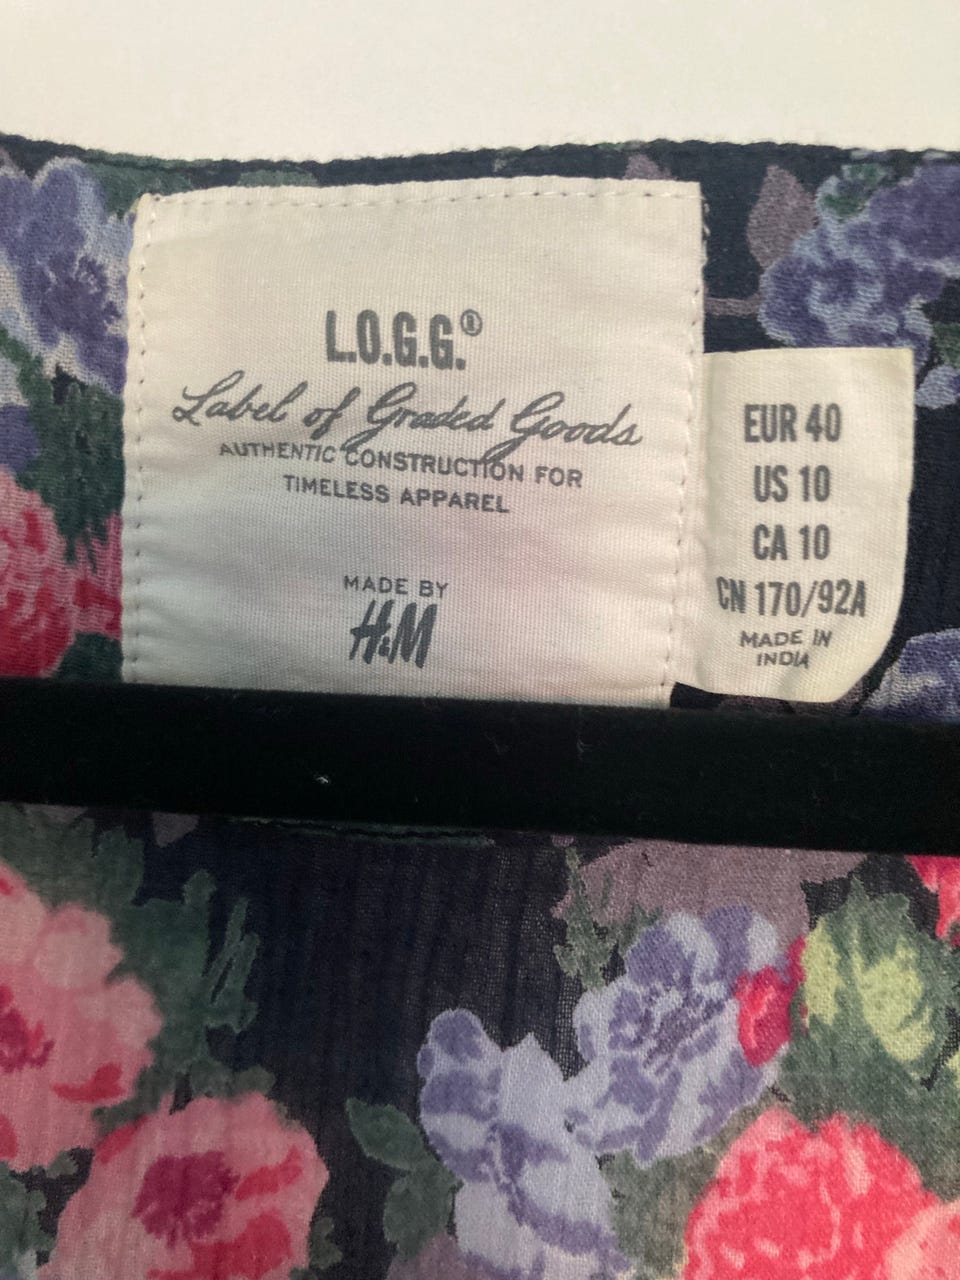 L.O.G.G.®
Label of Graded Goods
AUTHENTIC CONSTRUCTION FOR
TIMELESS APPAREL
MADE BY
H&M
EUR 40
US 10
CA 10
CN 170/92A
MADE IN
INDIA